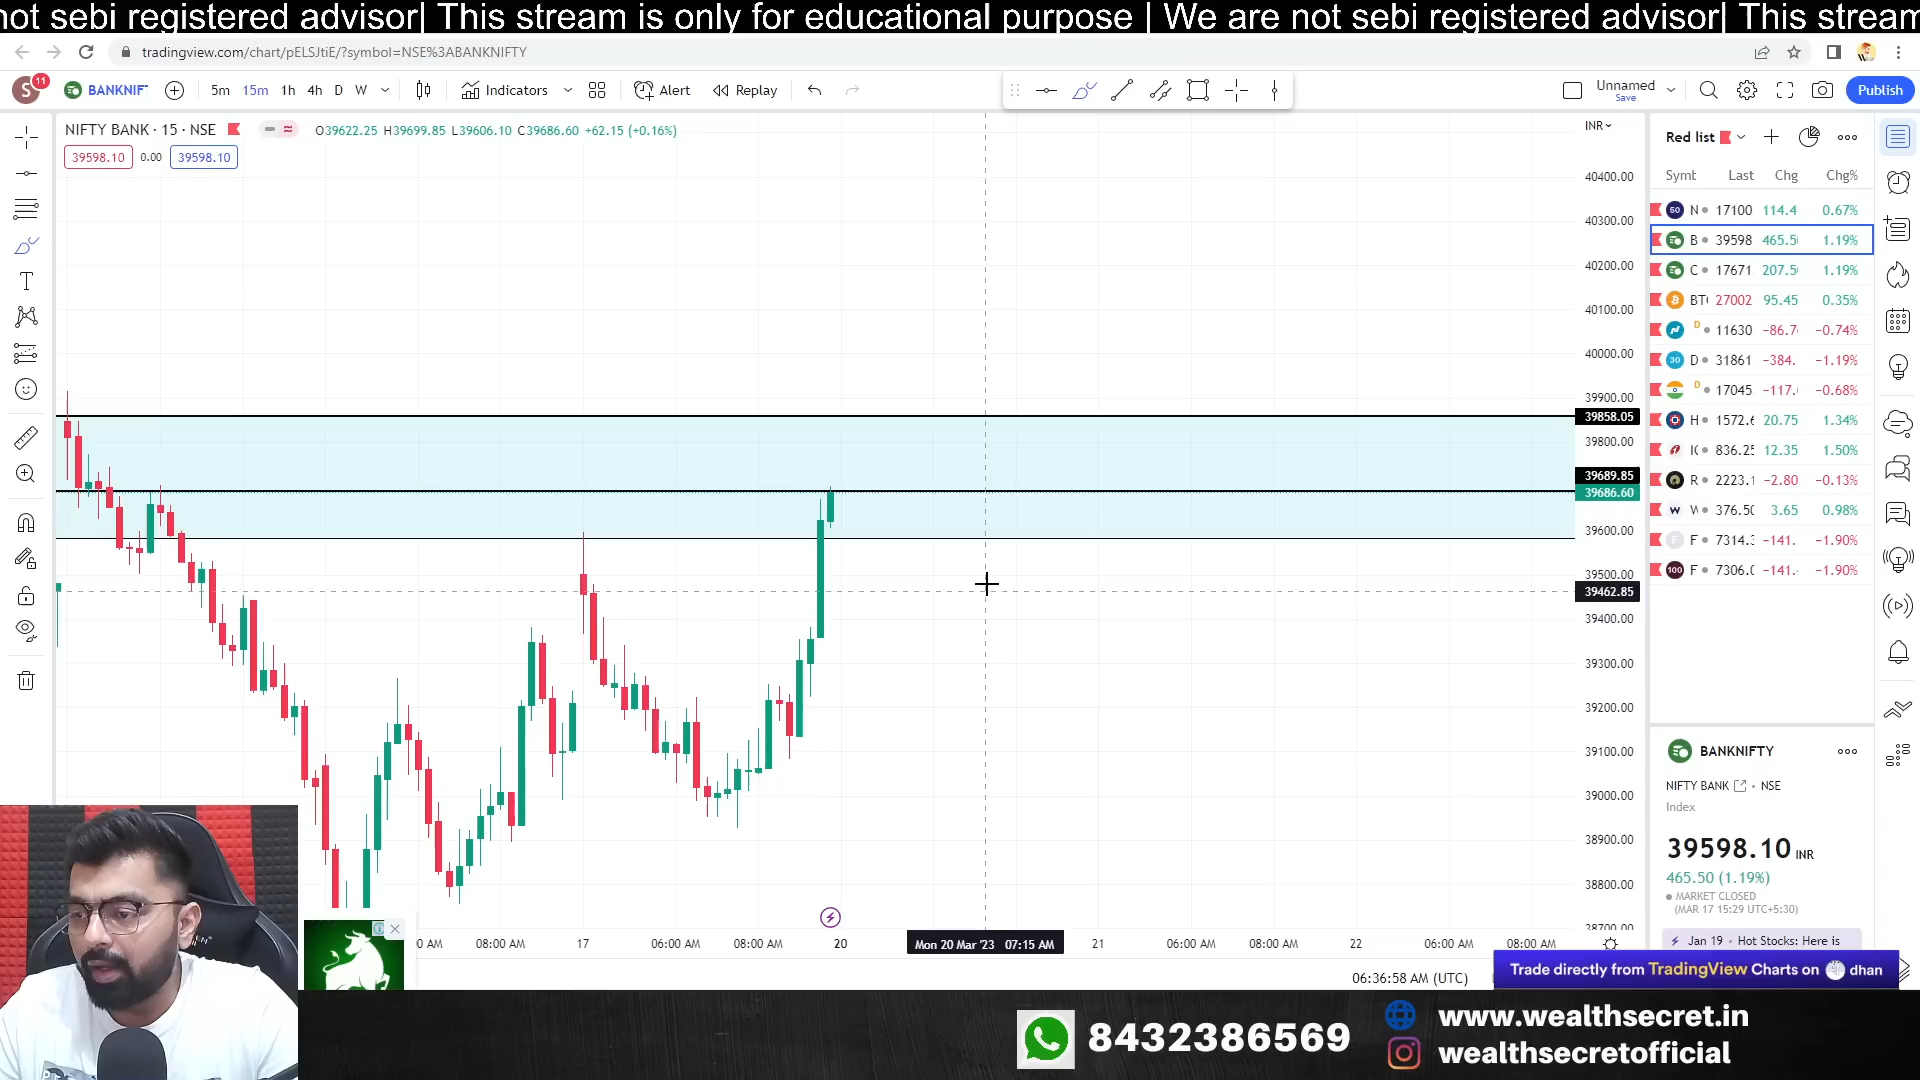 not sebi registered advisor| This stream is only for educational purpose | We are not sebi registered advisor| This stream
tradingview.com/chart/pELSJtiE/?symbol=NSE%3ABANKNIFTY
S 11 BANKNIF 5m 15m 1h 4h D W Indicators Alert Replay Unnamed Save Publish
NIFTY BANK · 15 · NSE O39622.25 H39699.85 L39606.10 C39686.60 +62.15 (+0.16%)
39598.10 0.00 39598.10
INR
40400.00
40300.00
40200.00
40100.00
40000.00
39900.00
39858.05
39800.00
39689.85
39686.60
39600.00
39500.00
39462.85
39400.00
39300.00
39200.00
39100.00
39000.00
38900.00
38800.00
38700.00
Red list
Symt Last Chg Chg%
50 N 17100 114.4 0.67%
B 39598 465.5 1.19%
C 17671 207.5 1.19%
BT 27002 95.45 0.35%
D 11630 −86.7 −0.74%
30 D 31861 −384. −1.19%
D 17045 −117. −0.68%
H 1572.6 20.75 1.34%
836.25 12.35 1.50%
R 2223.1 −2.80 −0.13%
W 376.50 3.65 0.98%
F F 7314.3 −141. −1.90%
100 F 7306.0 −141. −1.90%
BANKNIFTY
NIFTY BANK · NSE
Index
39598.10 INR
465.50 (1.19%)
MARKET CLOSED
(MAR 17 15:29 UTC+5:30)
Jan 19 · Hot Stocks: Here is
AM 08:00 AM 17 06:00 AM 08:00 AM 20 Mon 20 Mar '23 07:15 AM 21 06:00 AM 08:00 AM 22 06:00 AM 08:00 AM
06:36:58 AM (UTC)
Trade directly from TradingView Charts on dhan
8432386569
www.wealthsecret.in
wealthsecretofficial